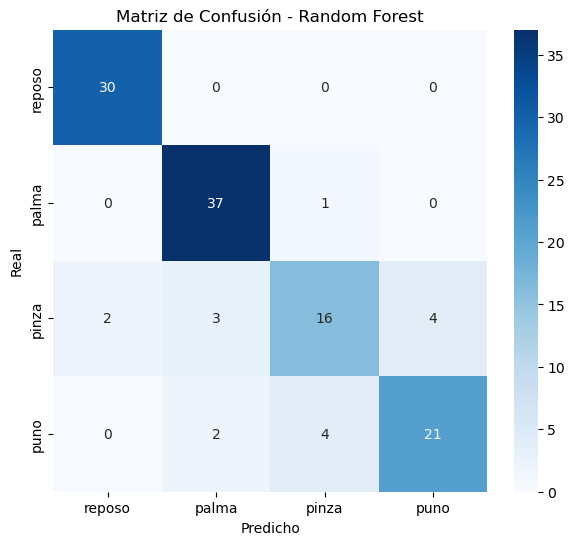 Matriz de Confusión - Random Forest
reposo 30 0 0 0
palma 0 37 1 0
pinza 2 3 16 4
puno 0 2 4 21
Real
reposo palma pinza puno
Predicho
35
30
25
20
15
10
5
0